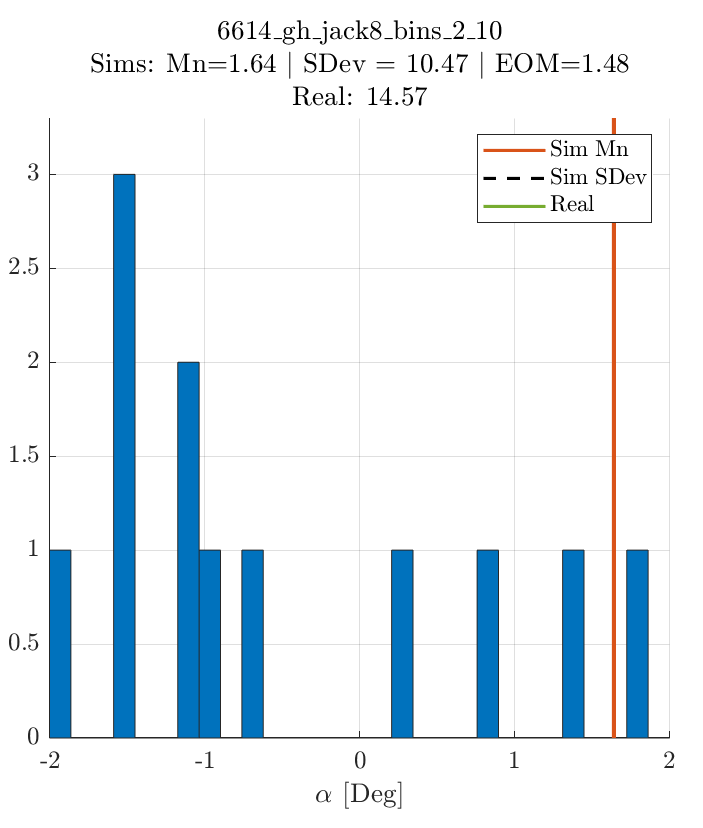 6614_gh_jack8_bins_2_10
Sims: Mn=1.64 | SDev = 10.47 | EOM=1.48
Real: 14.57
Sim Mn
Sim SDev
Real
3
2.5
2
1.5
1
0.5
0
-2
-1
0
1
2
α [Deg]